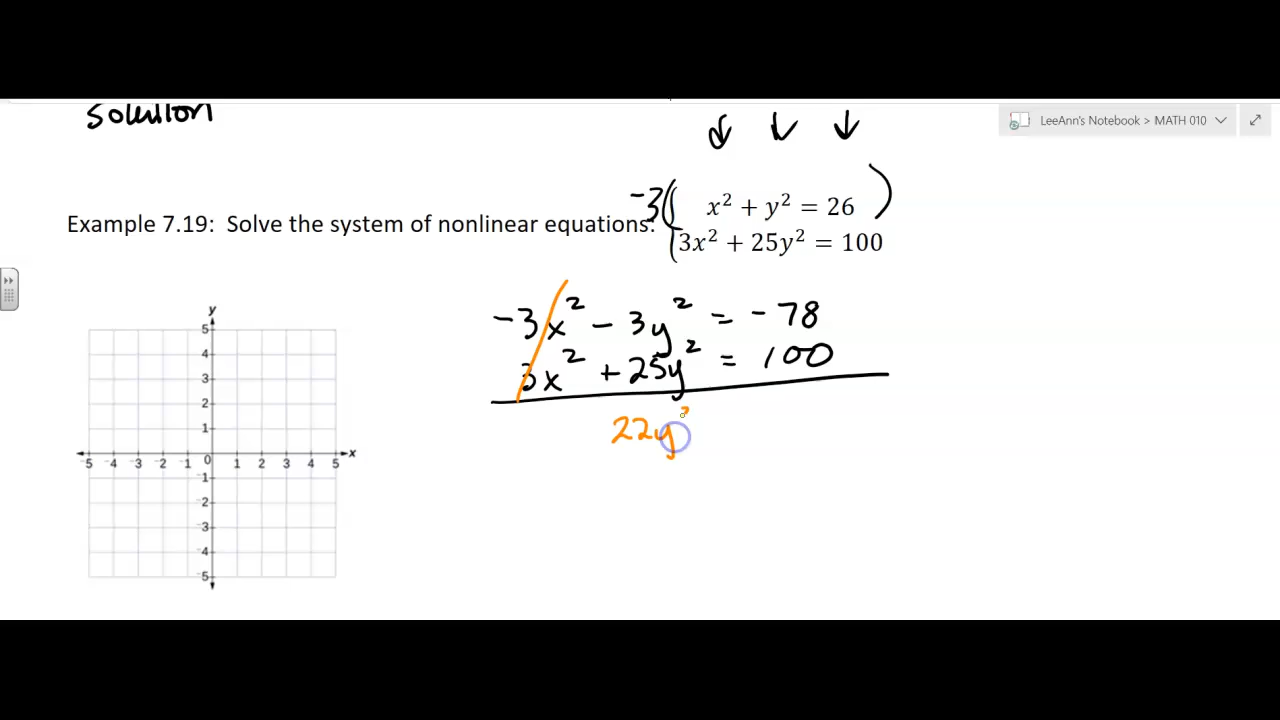 solution
LeeAnn's Notebook > MATH 010
↓ ↓ ↓
-3( x² + y² = 26 )
Example 7.19: Solve the system of nonlinear equations:
3x² + 25y² = 100
-3x² - 3y² = -78
3x² + 25y² = 100
22y²
y
5
4
3
2
1
-5 -4 -3 -2 -1 0 1 2 3 4 5 x
-1
-2
-3
-4
-5